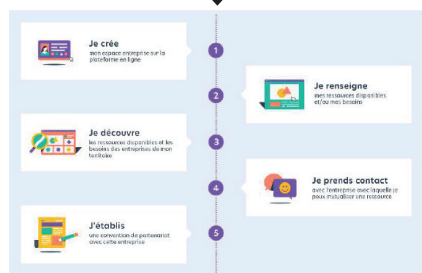 Je crée
mon espace entreprise sur la
plateforme en ligne
1
2
Je renseigne
mes ressources disponibles
et/ou mes besoins
Je découvre
les ressources disponibles et les
besoins des entreprises de mon
territoire
3
4
Je prends contact
avec l'entreprise avec laquelle je
peux mutualiser une ressource
J'établis
une convention de partenariat
avec cette entreprise
5